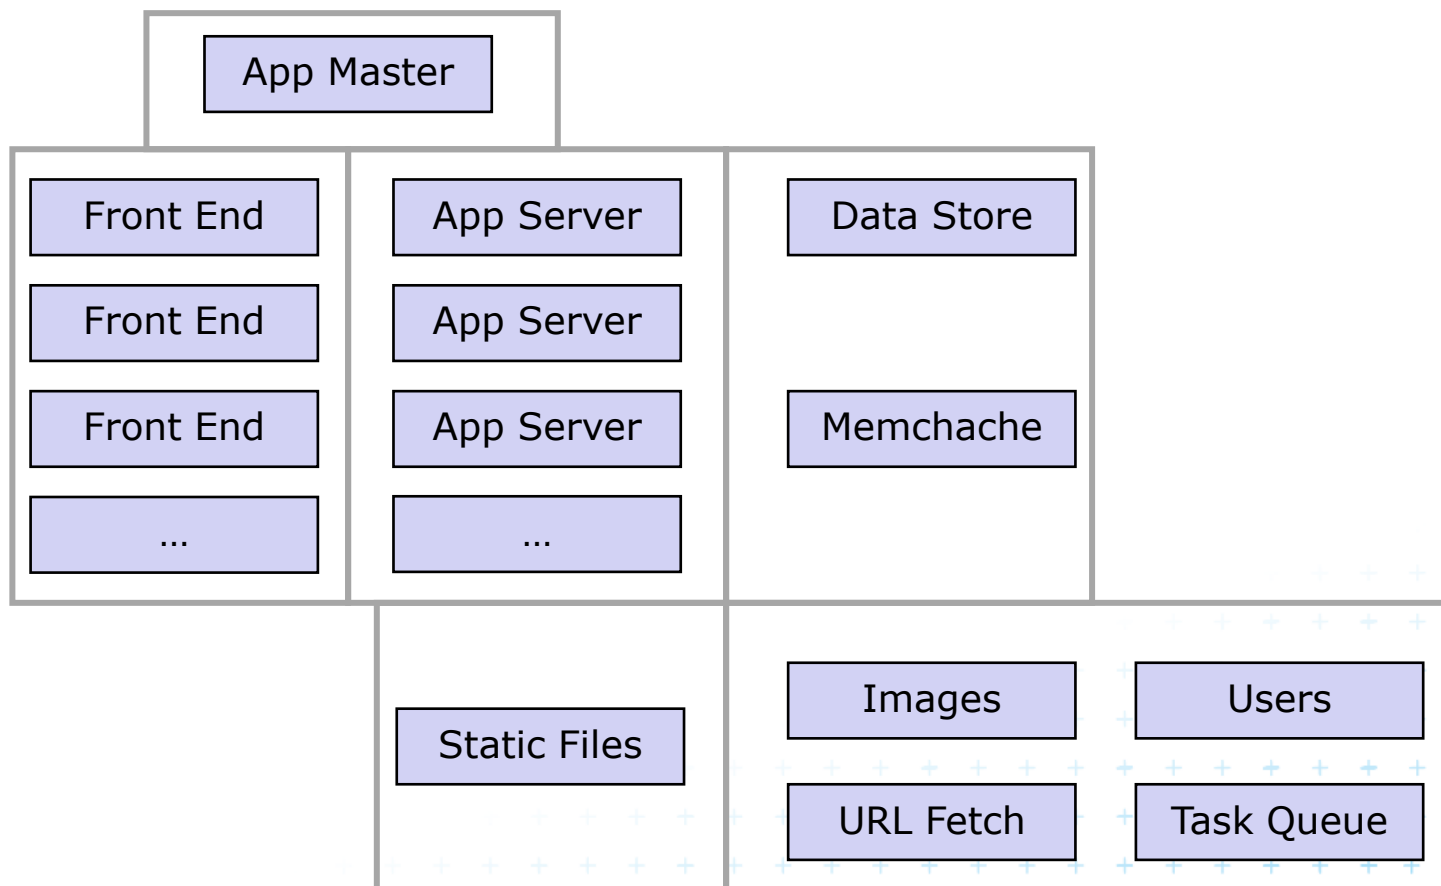 App Master
Front End
App Server
Data Store
Front End
App Server
Front End
App Server
Memchache
...
...
Images
Users
Static Files
URL Fetch
Task Queue